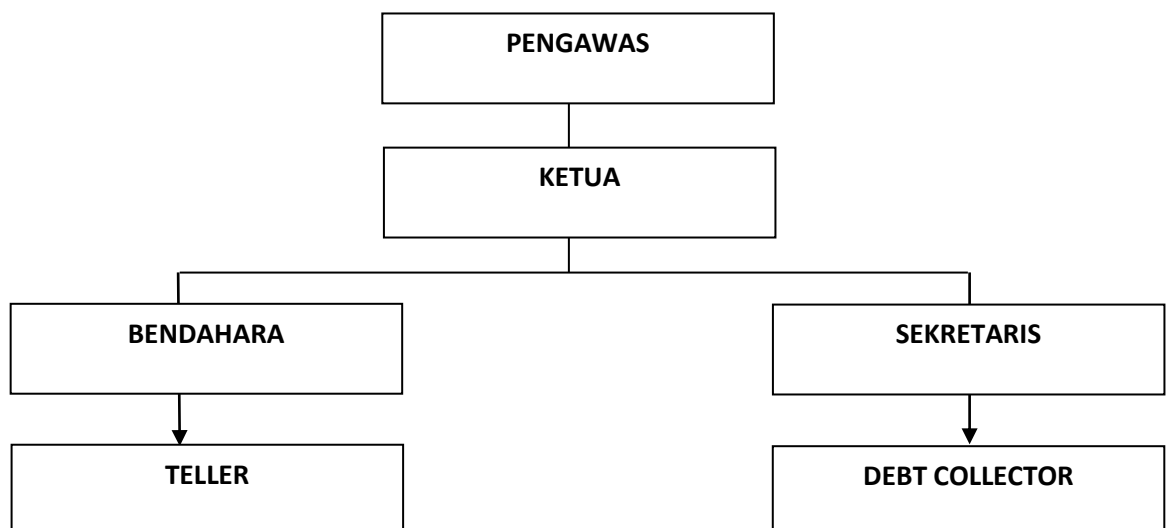 PENGAWAS
KETUA
BENDAHARA
SEKRETARIS
TELLER
DEBT COLLECTOR